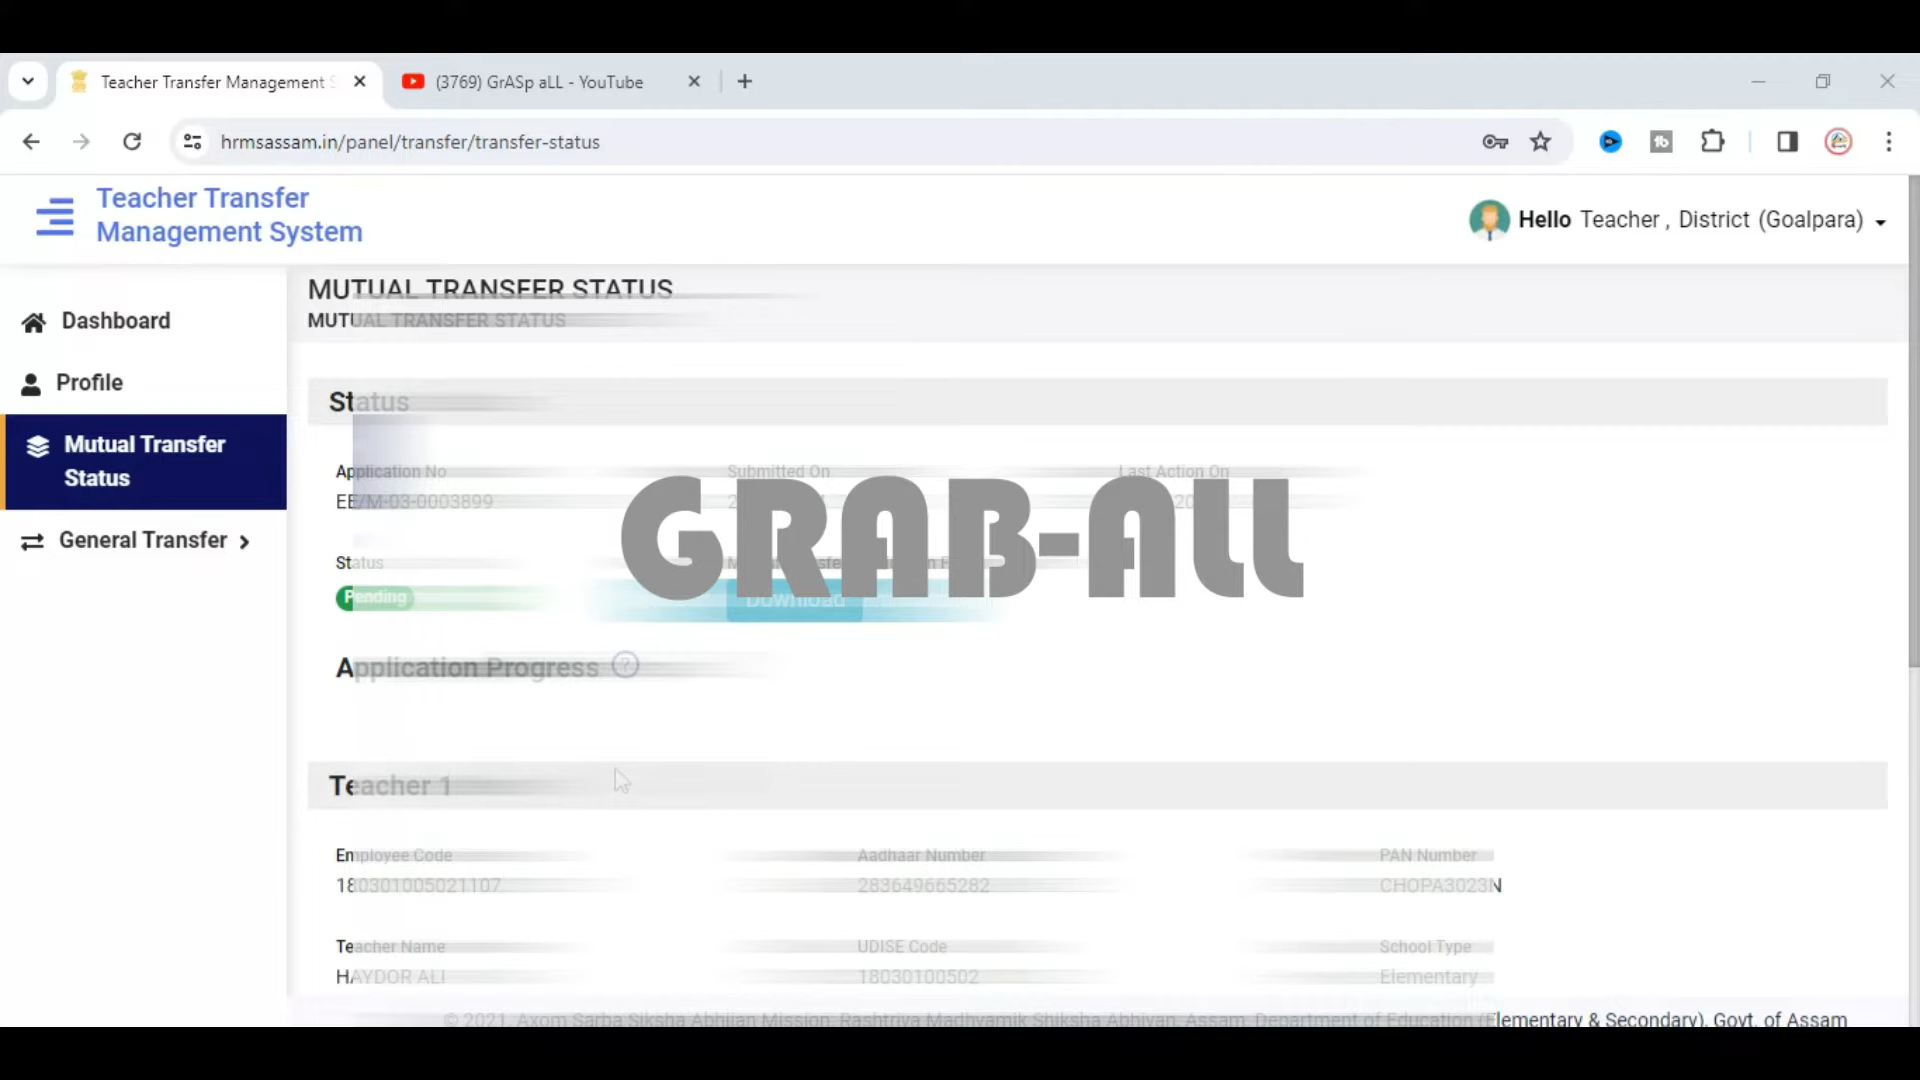 Teacher Transfer Management S
(3769) GrASp aLL - YouTube
hrmsassam.in/panel/transfer/transfer-status
Teacher Transfer
Management System
Hello Teacher , District (Goalpara)
Dashboard
Profile
Mutual Transfer
Status
General Transfer
MUTUAL TRANSFER STATUS
MUTUAL TRANSFER STATUS
Status
Application No
Submitted On
Last Action On
EE/M-03-0003899
GRAB-ALL
Status
Pending
Download
Application Progress
Teacher 1
Employee Code
Aadhaar Number
PAN Number
180301005021107
283649665282
CHOPA3023N
Teacher Name
UDISE Code
School Type
HAYDOR ALI
18030100502
Elementary
© 2021, Axom Sarba Siksha Abhijan Mission, Rashtriya Madhyamik Shiksha Abhiyan, Assam, Department of Education (Elementary & Secondary), Govt. of Assam